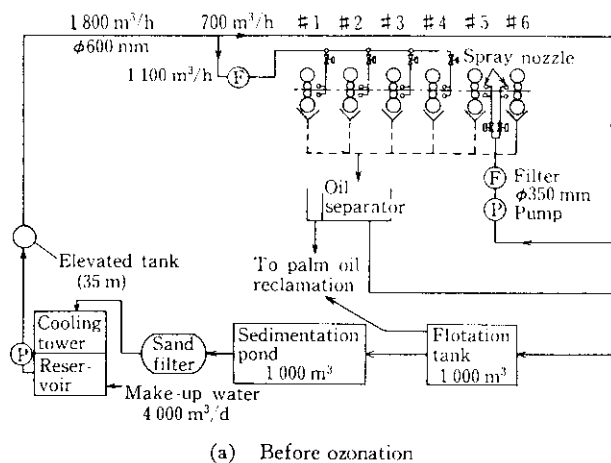 1 800 m³/h
700 m³/h
#1 #2 #3 #4 #5 #6
φ600 mm
1 100 m³/h
F
Spray nozzle
Oil
separator
F
Filter
φ350 mm
P
Pump
Elevated tank
(35 m)
To palm oil
reclamation
Cooling
tower
P
Reser-
voir
Sand
filter
Sedimentation
pond
1 000 m³
Flotation
tank
1 000 m³
Make-up water
4 000 m³/d
(a) Before ozonation